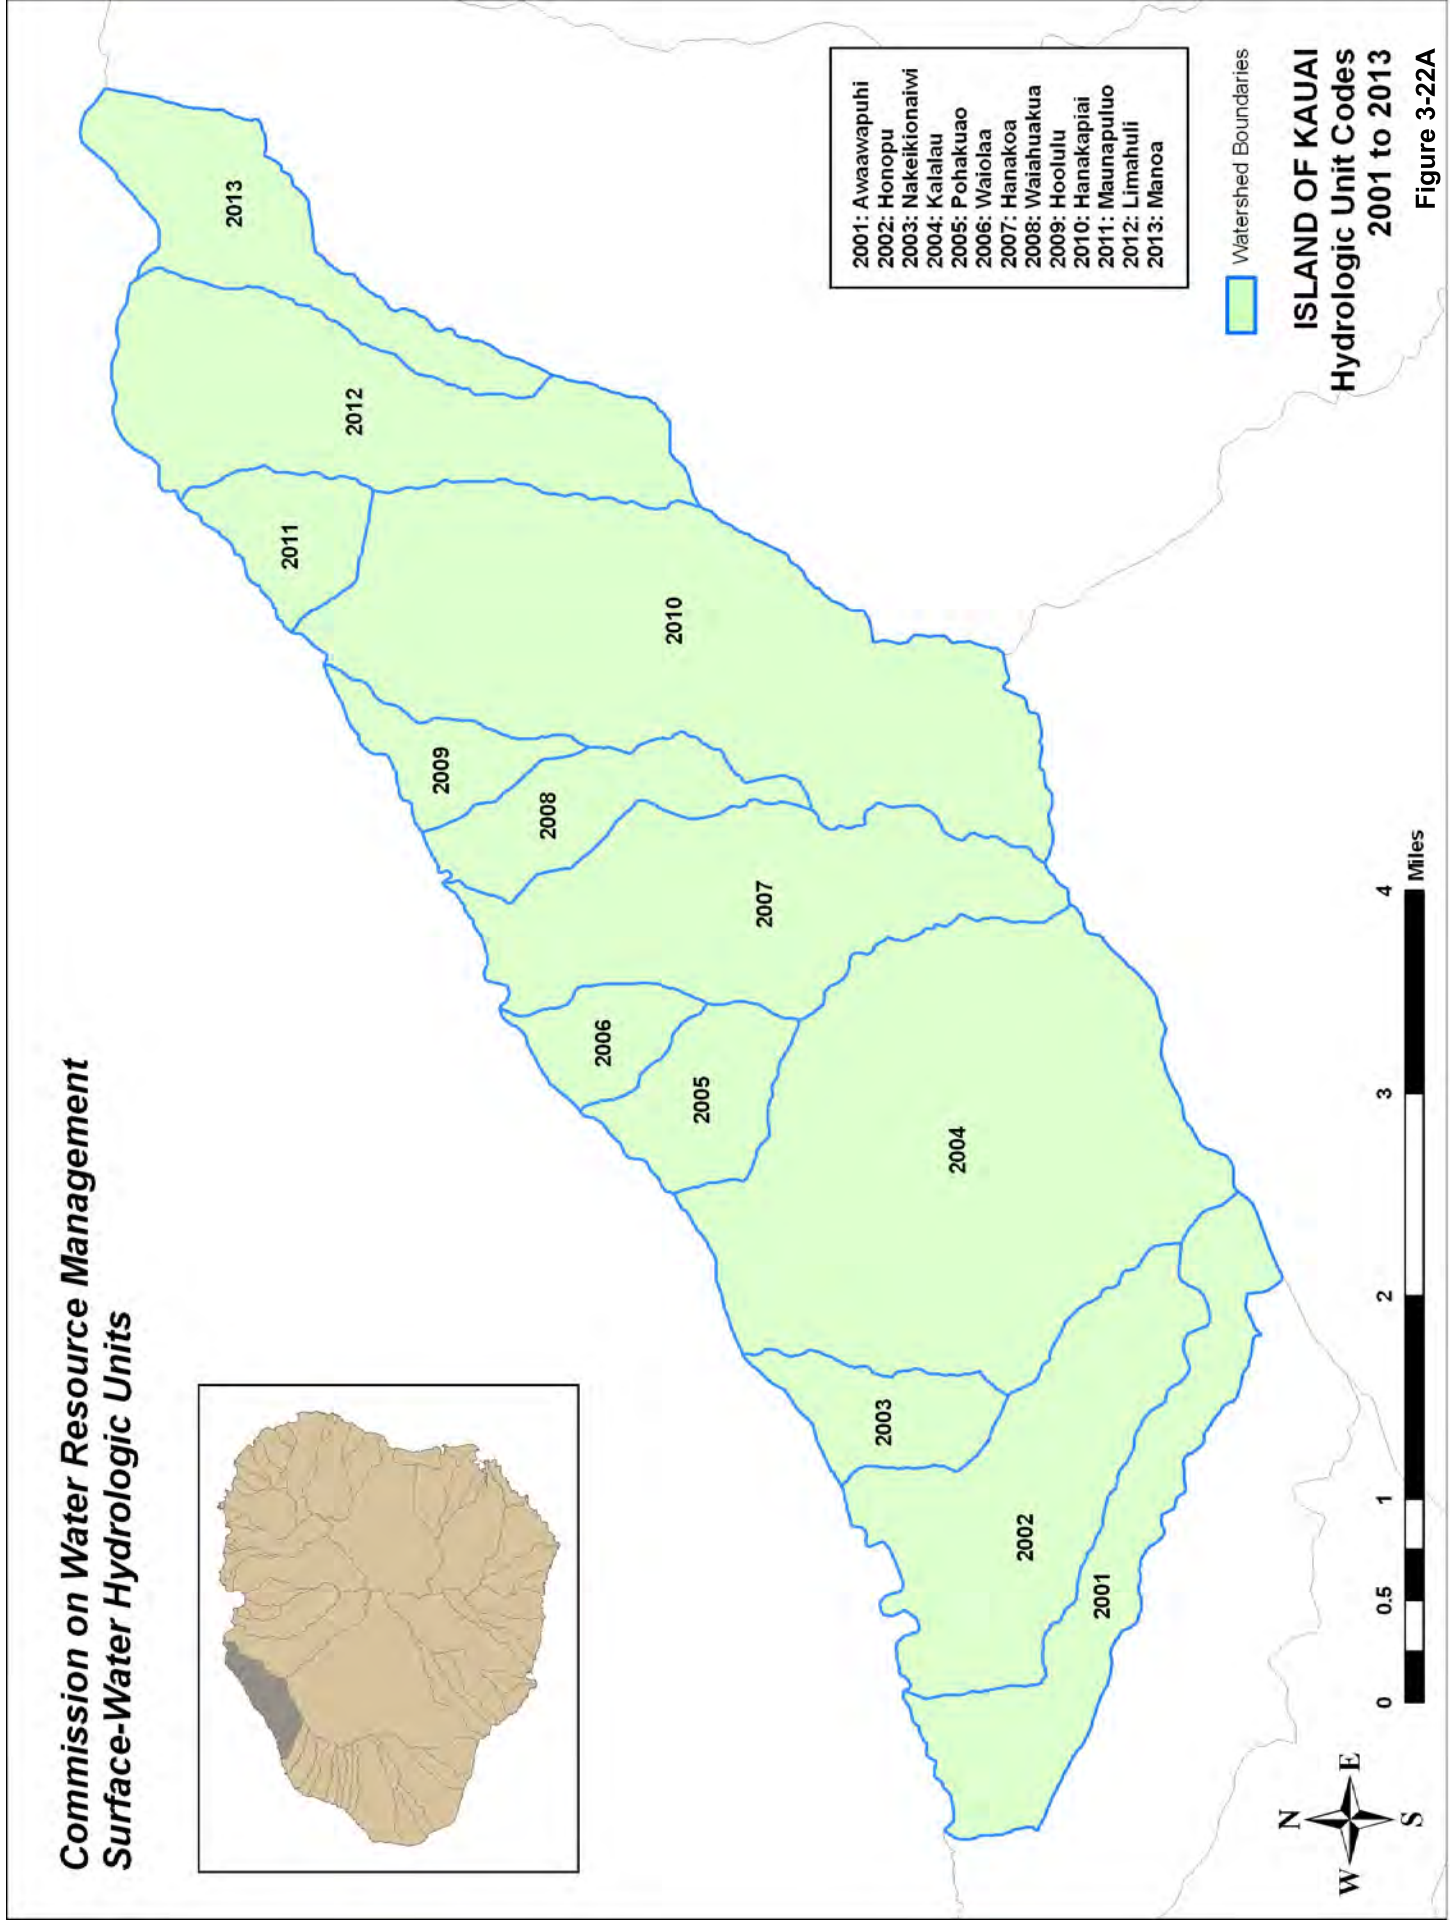 Commission on Water Resource Management
Surface-Water Hydrologic Units
2013
2012
2011
2010
2009
2008
2007
2006
2005
2004
2003
2002
2001
2001: Awaawapuhi
2002: Honopu
2003: Nakeikionaiwi
2004: Kalalau
2005: Pohakuao
2006: Waiolaa
2007: Hanakoa
2008: Waiahuakua
2009: Hoolulu
2010: Hanakapiai
2011: Maunapuluo
2012: Limahuli
2013: Manoa
Watershed Boundaries
ISLAND OF KAUAI
Hydrologic Unit Codes
2001 to 2013
Figure 3-22A
N
W E
S
0 0.5 1 2 3 4
Miles